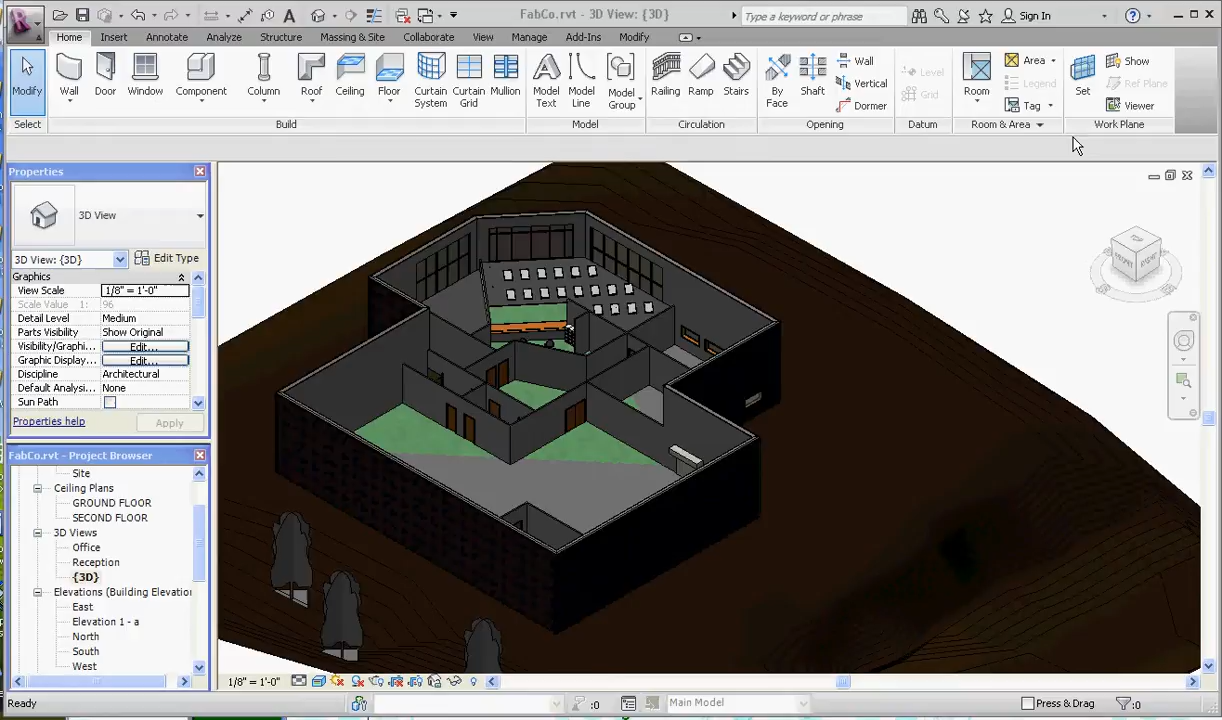 FabCo.rvt - 3D View: {3D}
Type a keyword or phrase
Sign In
Home Insert Annotate Analyze Structure Massing & Site Collaborate View Manage Add-Ins Modify
Modify
Wall
Door
Window
Component
Column
Roof
Ceiling
Floor
Curtain System
Curtain Grid
Mullion
Model Text
Model Line
Model Group
Railing
Ramp
Stairs
By Face
Shaft
Wall
Vertical
Dormer
Level
Grid
Room
Area
Legend
Tag
Set
Show
Ref Plane
Viewer
Select
Build
Model
Circulation
Opening
Datum
Room & Area
Work Plane
Properties
3D View
3D View: {3D}
Edit Type
Graphics
View Scale 1/8" = 1'-0"
Scale Value 1: 96
Detail Level Medium
Parts Visibility Show Original
Visibility/Graphi... Edit...
Graphic Display... Edit...
Discipline Architectural
Default Analysi... None
Sun Path
Properties help
Apply
FabCo.rvt - Project Browser
Site
Ceiling Plans
GROUND FLOOR
SECOND FLOOR
3D Views
Office
Reception
{3D}
Elevations (Building Elevation
East
Elevation 1 - a
North
South
West
FRONT
RIGHT
1/8" = 1'-0"
Ready
:0
Main Model
Press & Drag
:0